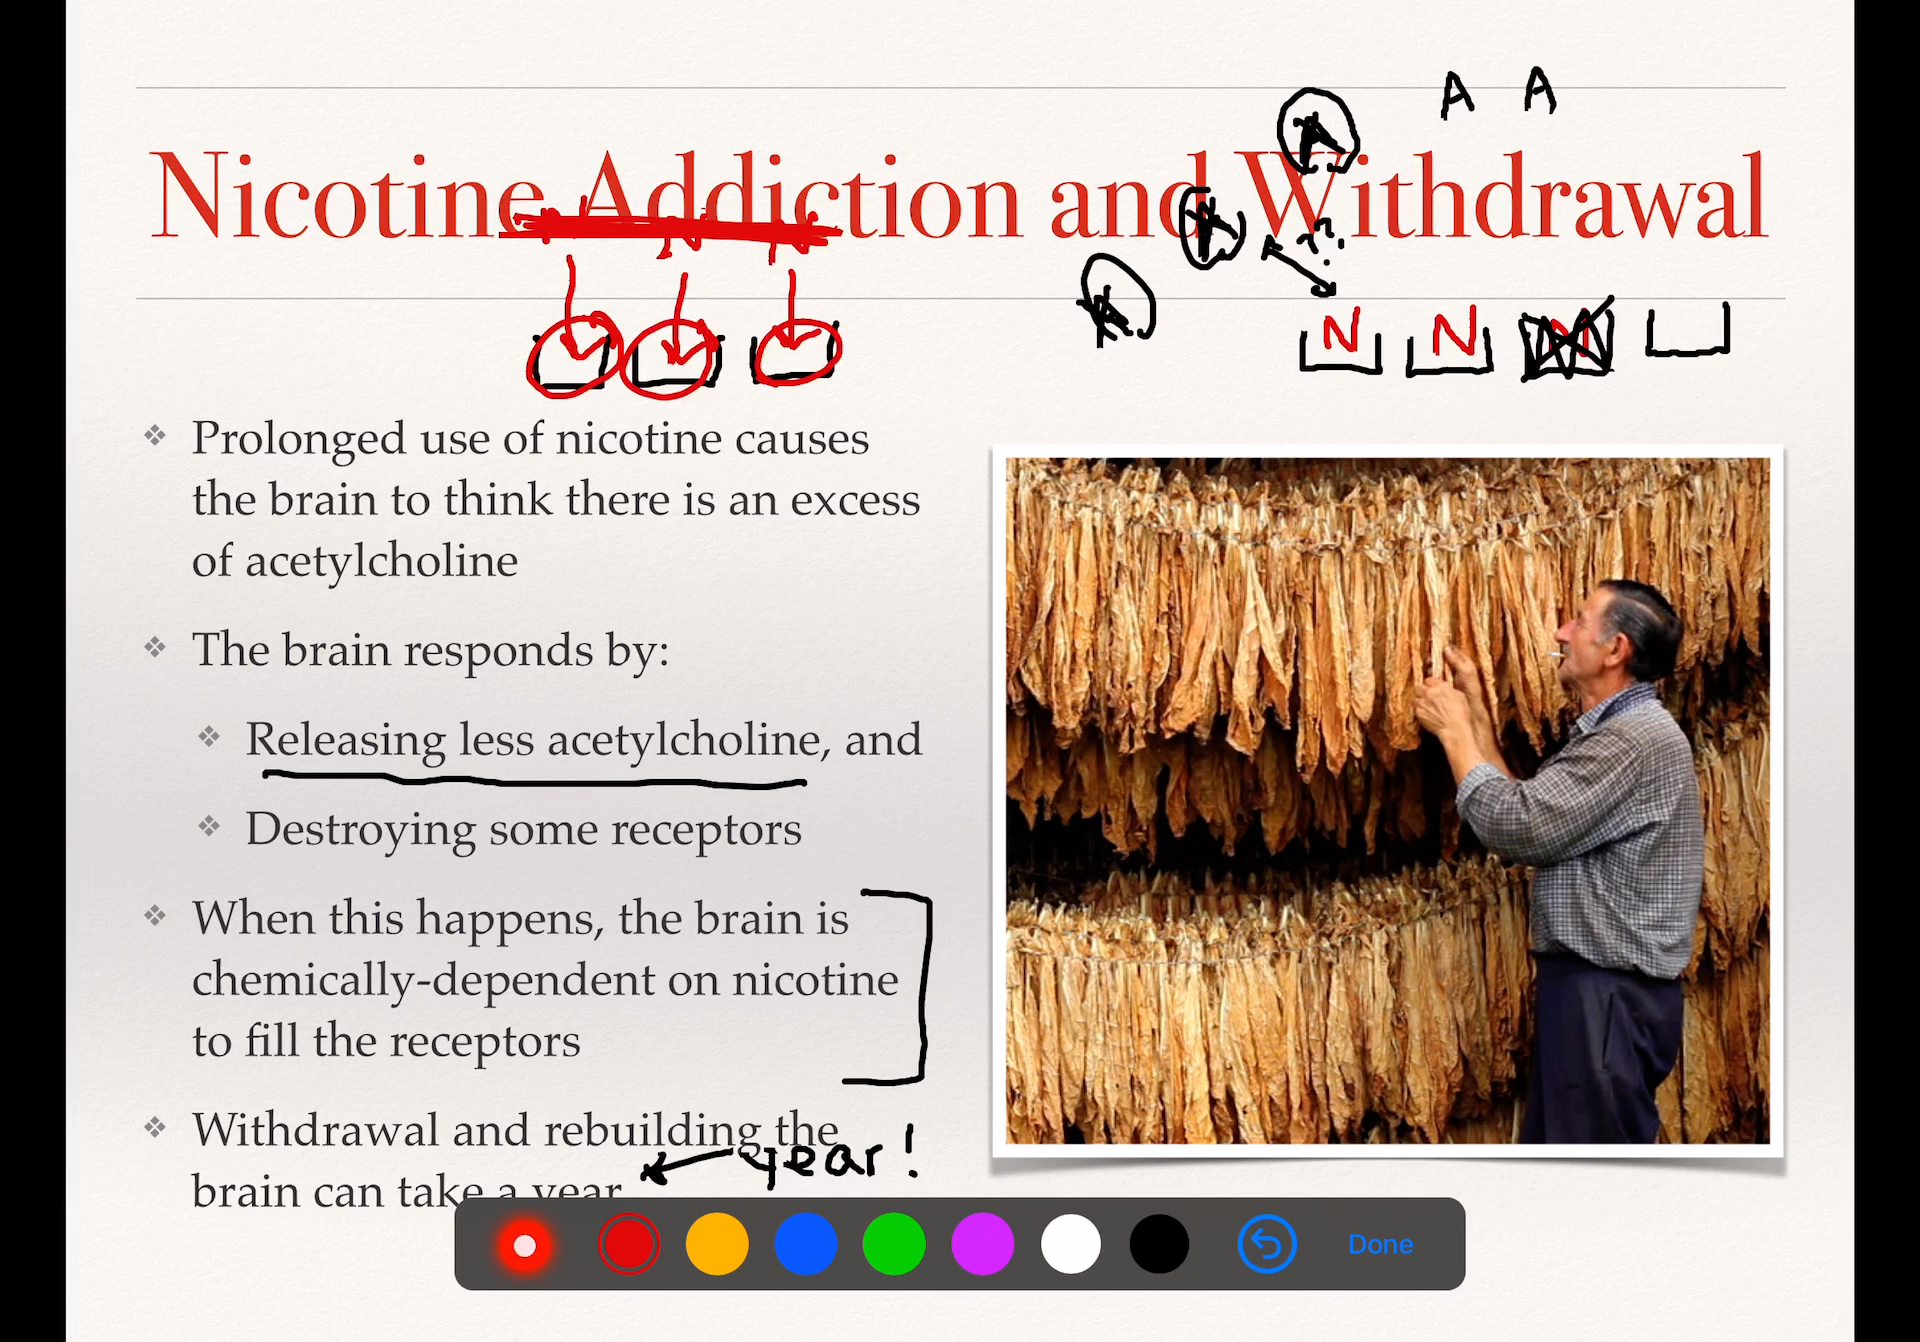 A A
A
Nicotine Addiction and Withdrawal
A
??
A
N N N
❖ Prolonged use of nicotine causes
the brain to think there is an excess
of acetylcholine
❖ The brain responds by:
❖ Releasing less acetylcholine, and
❖ Destroying some receptors
❖ When this happens, the brain is
chemically-dependent on nicotine
to fill the receptors
❖ Withdrawal and rebuilding the
year!
brain can take a year
Done